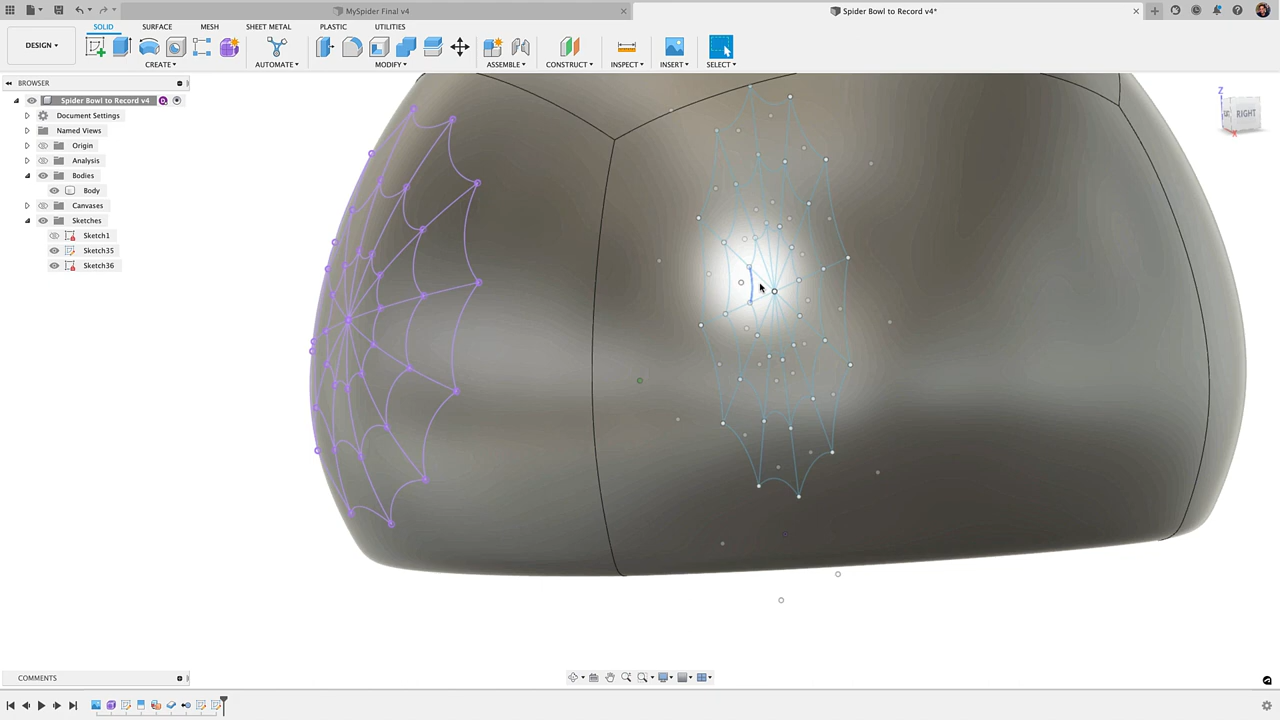 MySpider Final v4
Spider Bowl to Record v4*
DESIGN
SOLID SURFACE MESH SHEET METAL PLASTIC UTILITIES
CREATE AUTOMATE MODIFY ASSEMBLE CONSTRUCT INSPECT INSERT SELECT
BROWSER
Spider Bowl to Record v4
Document Settings
Named Views
Origin
Analysis
Bodies
Body
Canvases
Sketches
Sketch1
Sketch35
Sketch36
Z
RIGHT
X
COMMENTS